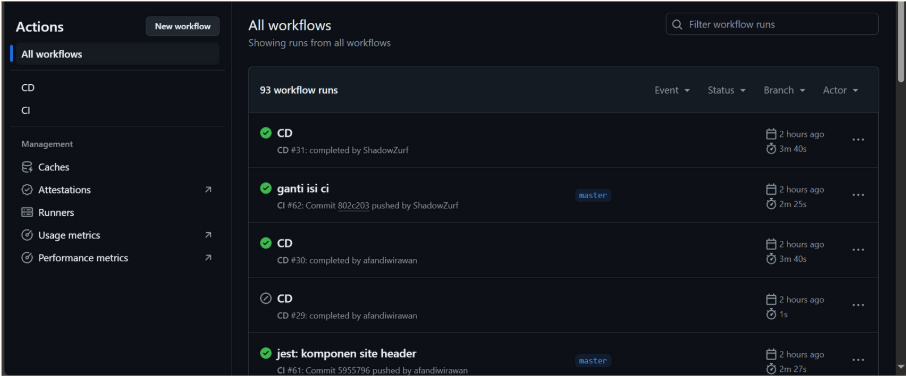 Actions
New workflow
All workflows
CD
CI
Management
Caches
Attestations
Runners
Usage metrics
Performance metrics
All workflows
Showing runs from all workflows
Filter workflow runs
93 workflow runs
Event
Status
Branch
Actor
CD
CD #31: completed by ShadowZurf
2 hours ago
3m 40s
ganti isi ci
CI #62: Commit 802c203 pushed by ShadowZurf
master
2 hours ago
2m 25s
CD
CD #30: completed by afandiwirawan
2 hours ago
3m 40s
CD
CD #29: completed by afandiwirawan
2 hours ago
1s
jest: komponen site header
CI #61: Commit 5955796 pushed by afandiwirawan
master
2 hours ago
2m 27s